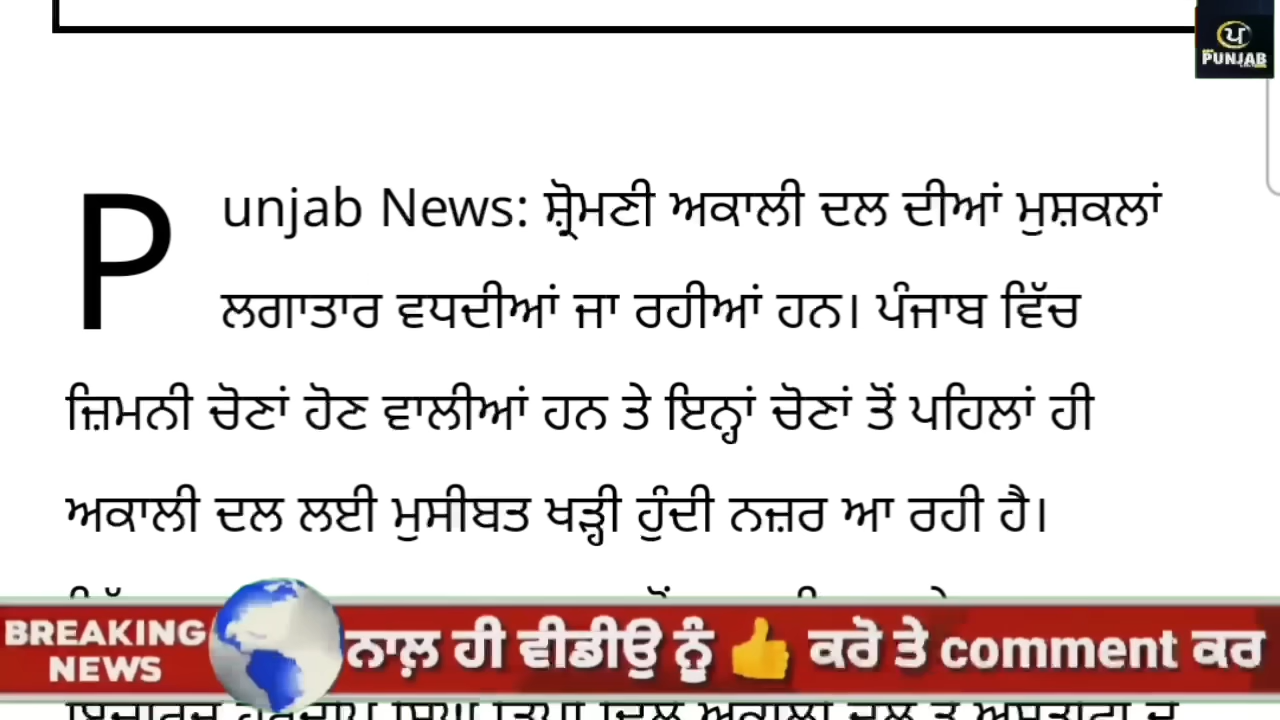 ਪ
PUNJAB
Punjab News: ਸ਼੍ਰੋਮਣੀ ਅਕਾਲੀ ਦਲ ਦੀਆਂ ਮੁਸ਼ਕਲਾਂ
ਲਗਾਤਾਰ ਵਧਦੀਆਂ ਜਾ ਰਹੀਆਂ ਹਨ। ਪੰਜਾਬ ਵਿੱਚ
ਜ਼ਿਮਨੀ ਚੋਣਾਂ ਹੋਣ ਵਾਲੀਆਂ ਹਨ ਤੇ ਇਨ੍ਹਾਂ ਚੋਣਾਂ ਤੋਂ ਪਹਿਲਾਂ ਹੀ
ਅਕਾਲੀ ਦਲ ਲਈ ਮੁਸੀਬਤ ਖੜ੍ਹੀ ਹੁੰਦੀ ਨਜ਼ਰ ਆ ਰਹੀ ਹੈ।
BREAKING
NEWS
ਨਾਲ਼ ਹੀ ਵੀਡੀਉ ਨੂੰ 👍 ਕਰੋ ਤੇ comment ਕਰ